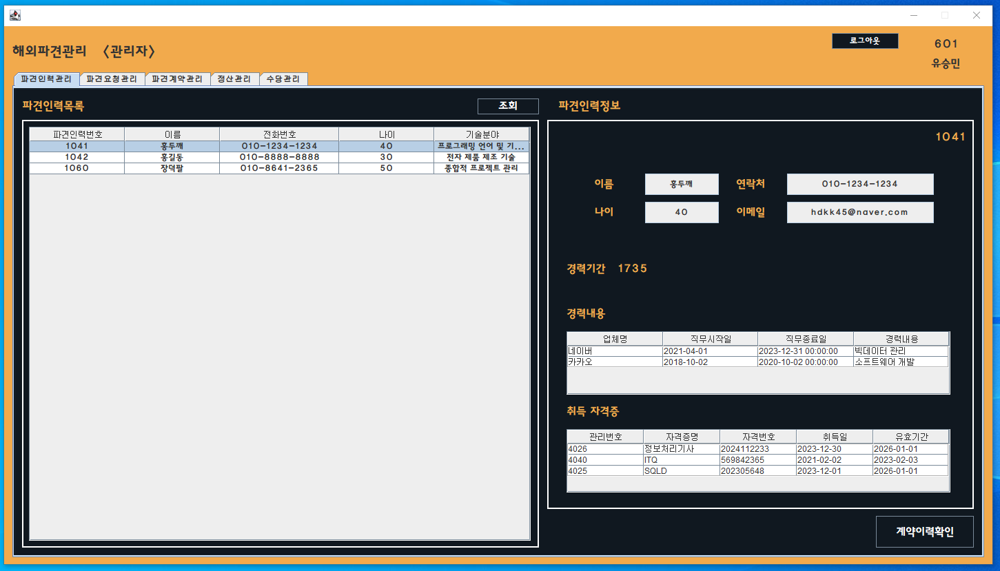 해외파견관리 〈관리자〉
로그아웃
601
유승민
파견인력관리 파견요청관리 파견계약관리 정산관리 수당관리
파견인력목록 조회
파견인력번호 이름 전화번호 나이 기술분야
1041 홍두깨 010-1234-1234 40 프로그래밍 언어 및 기...
1042 홍길동 010-8888-8888 30 전자 제품 제조 기술
1060 장덕팔 010-8641-2365 50 종합적 프로젝트 관리
파견인력정보
1041
이름 홍두깨 연락처 010-1234-1234
나이 40 이메일 hdkk45@naver.com
경력기간 1735
경력내용
업체명 직무시작일 직무종료일 경력내용
네이버 2021-04-01 2023-12-31 00:00:00 빅데이터 관리
카카오 2018-10-02 2020-10-02 00:00:00 소프트웨어 개발
취득 자격증
관리번호 자격증명 자격번호 취득일 유효기간
4026 정보처리기사 2024112233 2023-12-30 2026-01-01
4040 ITQ 569842365 2021-02-02 2023-02-03
4025 SQLD 202305648 2023-12-01 2026-01-01
계약이력확인